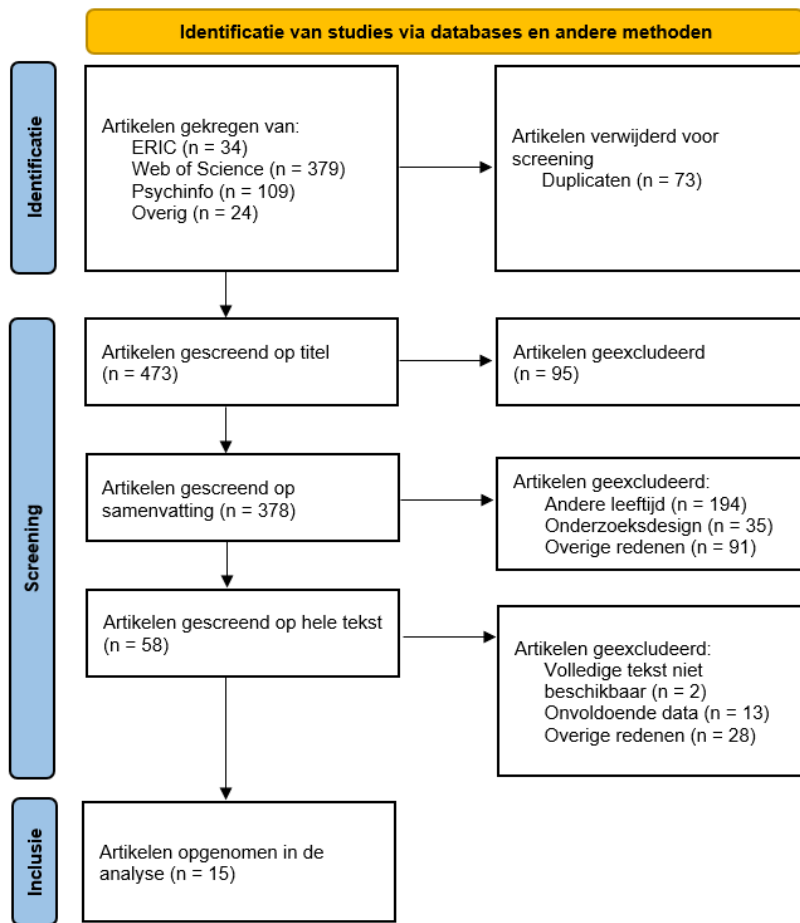 Identificatie van studies via databases en andere methoden
Identificatie
Artikelen gekregen van:
ERIC (n = 34)
Web of Science (n = 379)
Psychinfo (n = 109)
Overig (n = 24)
Artikelen verwijderd voor
screening
Duplicaten (n = 73)
Screening
Artikelen gescreend op titel
(n = 473)
Artikelen geexcludeerd
(n = 95)
Artikelen gescreend op
samenvatting (n = 378)
Artikelen geexcludeerd:
Andere leeftijd (n = 194)
Onderzoeksdesign (n = 35)
Overige redenen (n = 91)
Artikelen gescreend op hele tekst
(n = 58)
Artikelen geexcludeerd:
Volledige tekst niet
beschikbaar (n = 2)
Onvoldoende data (n = 13)
Overige redenen (n = 28)
Inclusie
Artikelen opgenomen in de
analyse (n = 15)